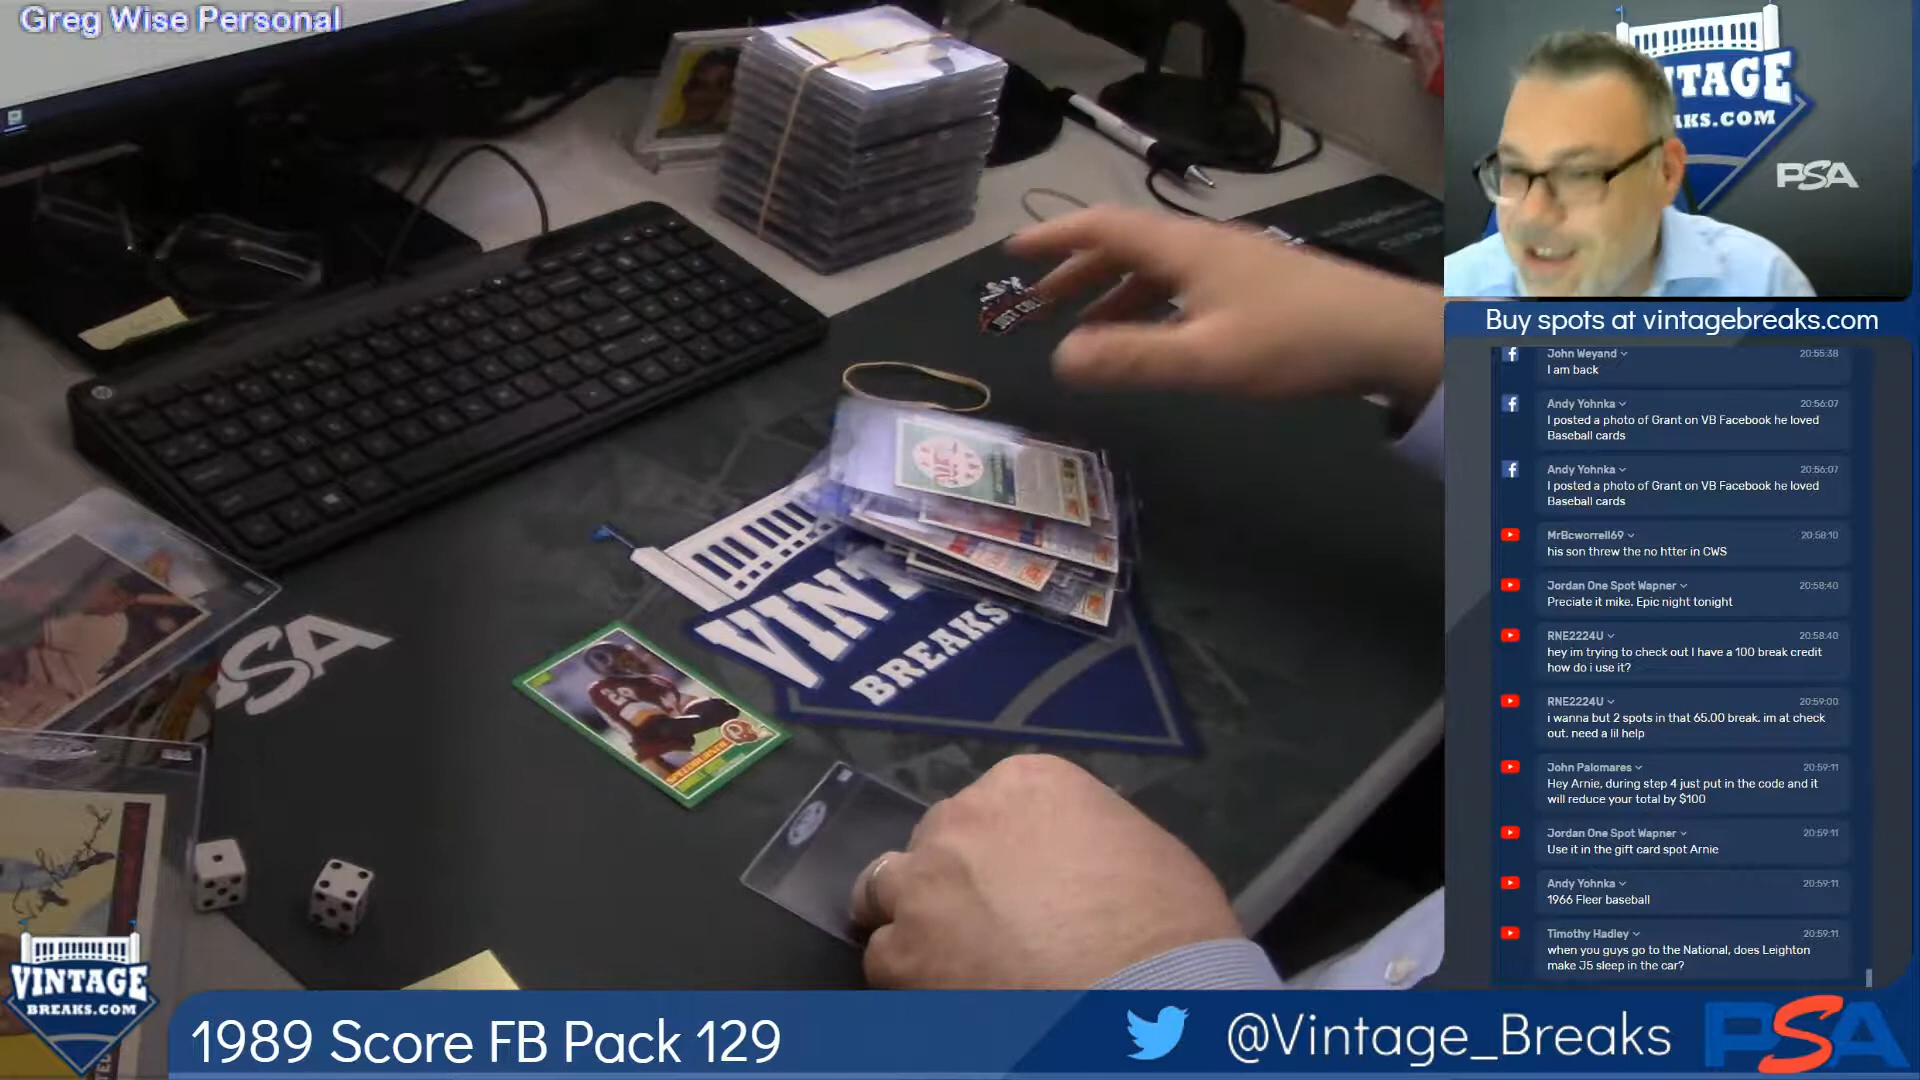 Greg Wise Personal
VINTAGE
BREAKS.COM
PSA
Buy spots at vintagebreaks.com
John Weyand 20:55:38
I am back
Andy Yohnka 20:56:07
I posted a photo of Grant on VB Facebook he loved
Baseball cards
Andy Yohnka 20:56:07
I posted a photo of Grant on VB Facebook he loved
Baseball cards
MrBcworrell69 20:58:10
his son threw the no htter in CWS
Jordan One Spot Wapner 20:58:40
Preciate it mike. Epic night tonight
RNE2224U 20:58:40
hey im trying to check out I have a 100 break credit
how do i use it?
RNE2224U 20:59:00
i wanna but 2 spots in that 65.00 break. im at check
out. need a lil help
John Palomares 20:59:11
Hey Arnie, during step 4 just put in the code and it
will reduce your total by $100
Jordan One Spot Wapner 20:59:11
Use it in the gift card spot Arnie
Andy Yohnka 20:59:11
1966 Fleer baseball
Timothy Hadley 20:59:11
when you guys go to the National, does Leighton
make J5 sleep in the car?
JUST
VINT
BREAKS
PSA
SPEEDBURNER
VINTAGE
BREAKS.COM
1989 Score FB Pack 129
@Vintage_Breaks
PSA